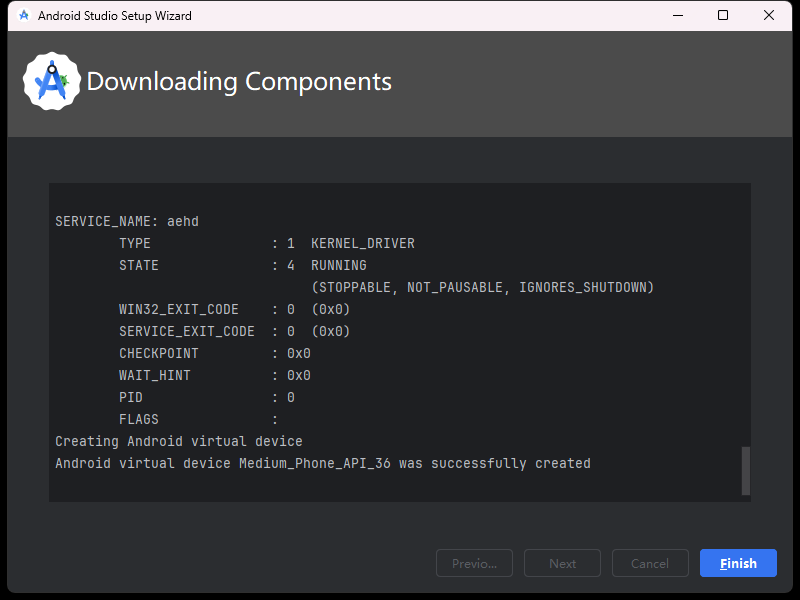 Android Studio Setup Wizard
Downloading Components
SERVICE_NAME: aehd
TYPE : 1 KERNEL_DRIVER
STATE : 4 RUNNING
(STOPPABLE, NOT_PAUSABLE, IGNORES_SHUTDOWN)
WIN32_EXIT_CODE : 0 (0x0)
SERVICE_EXIT_CODE : 0 (0x0)
CHECKPOINT : 0x0
WAIT_HINT : 0x0
PID : 0
FLAGS :
Creating Android virtual device
Android virtual device Medium_Phone_API_36 was successfully created
Previo... Next Cancel Finish